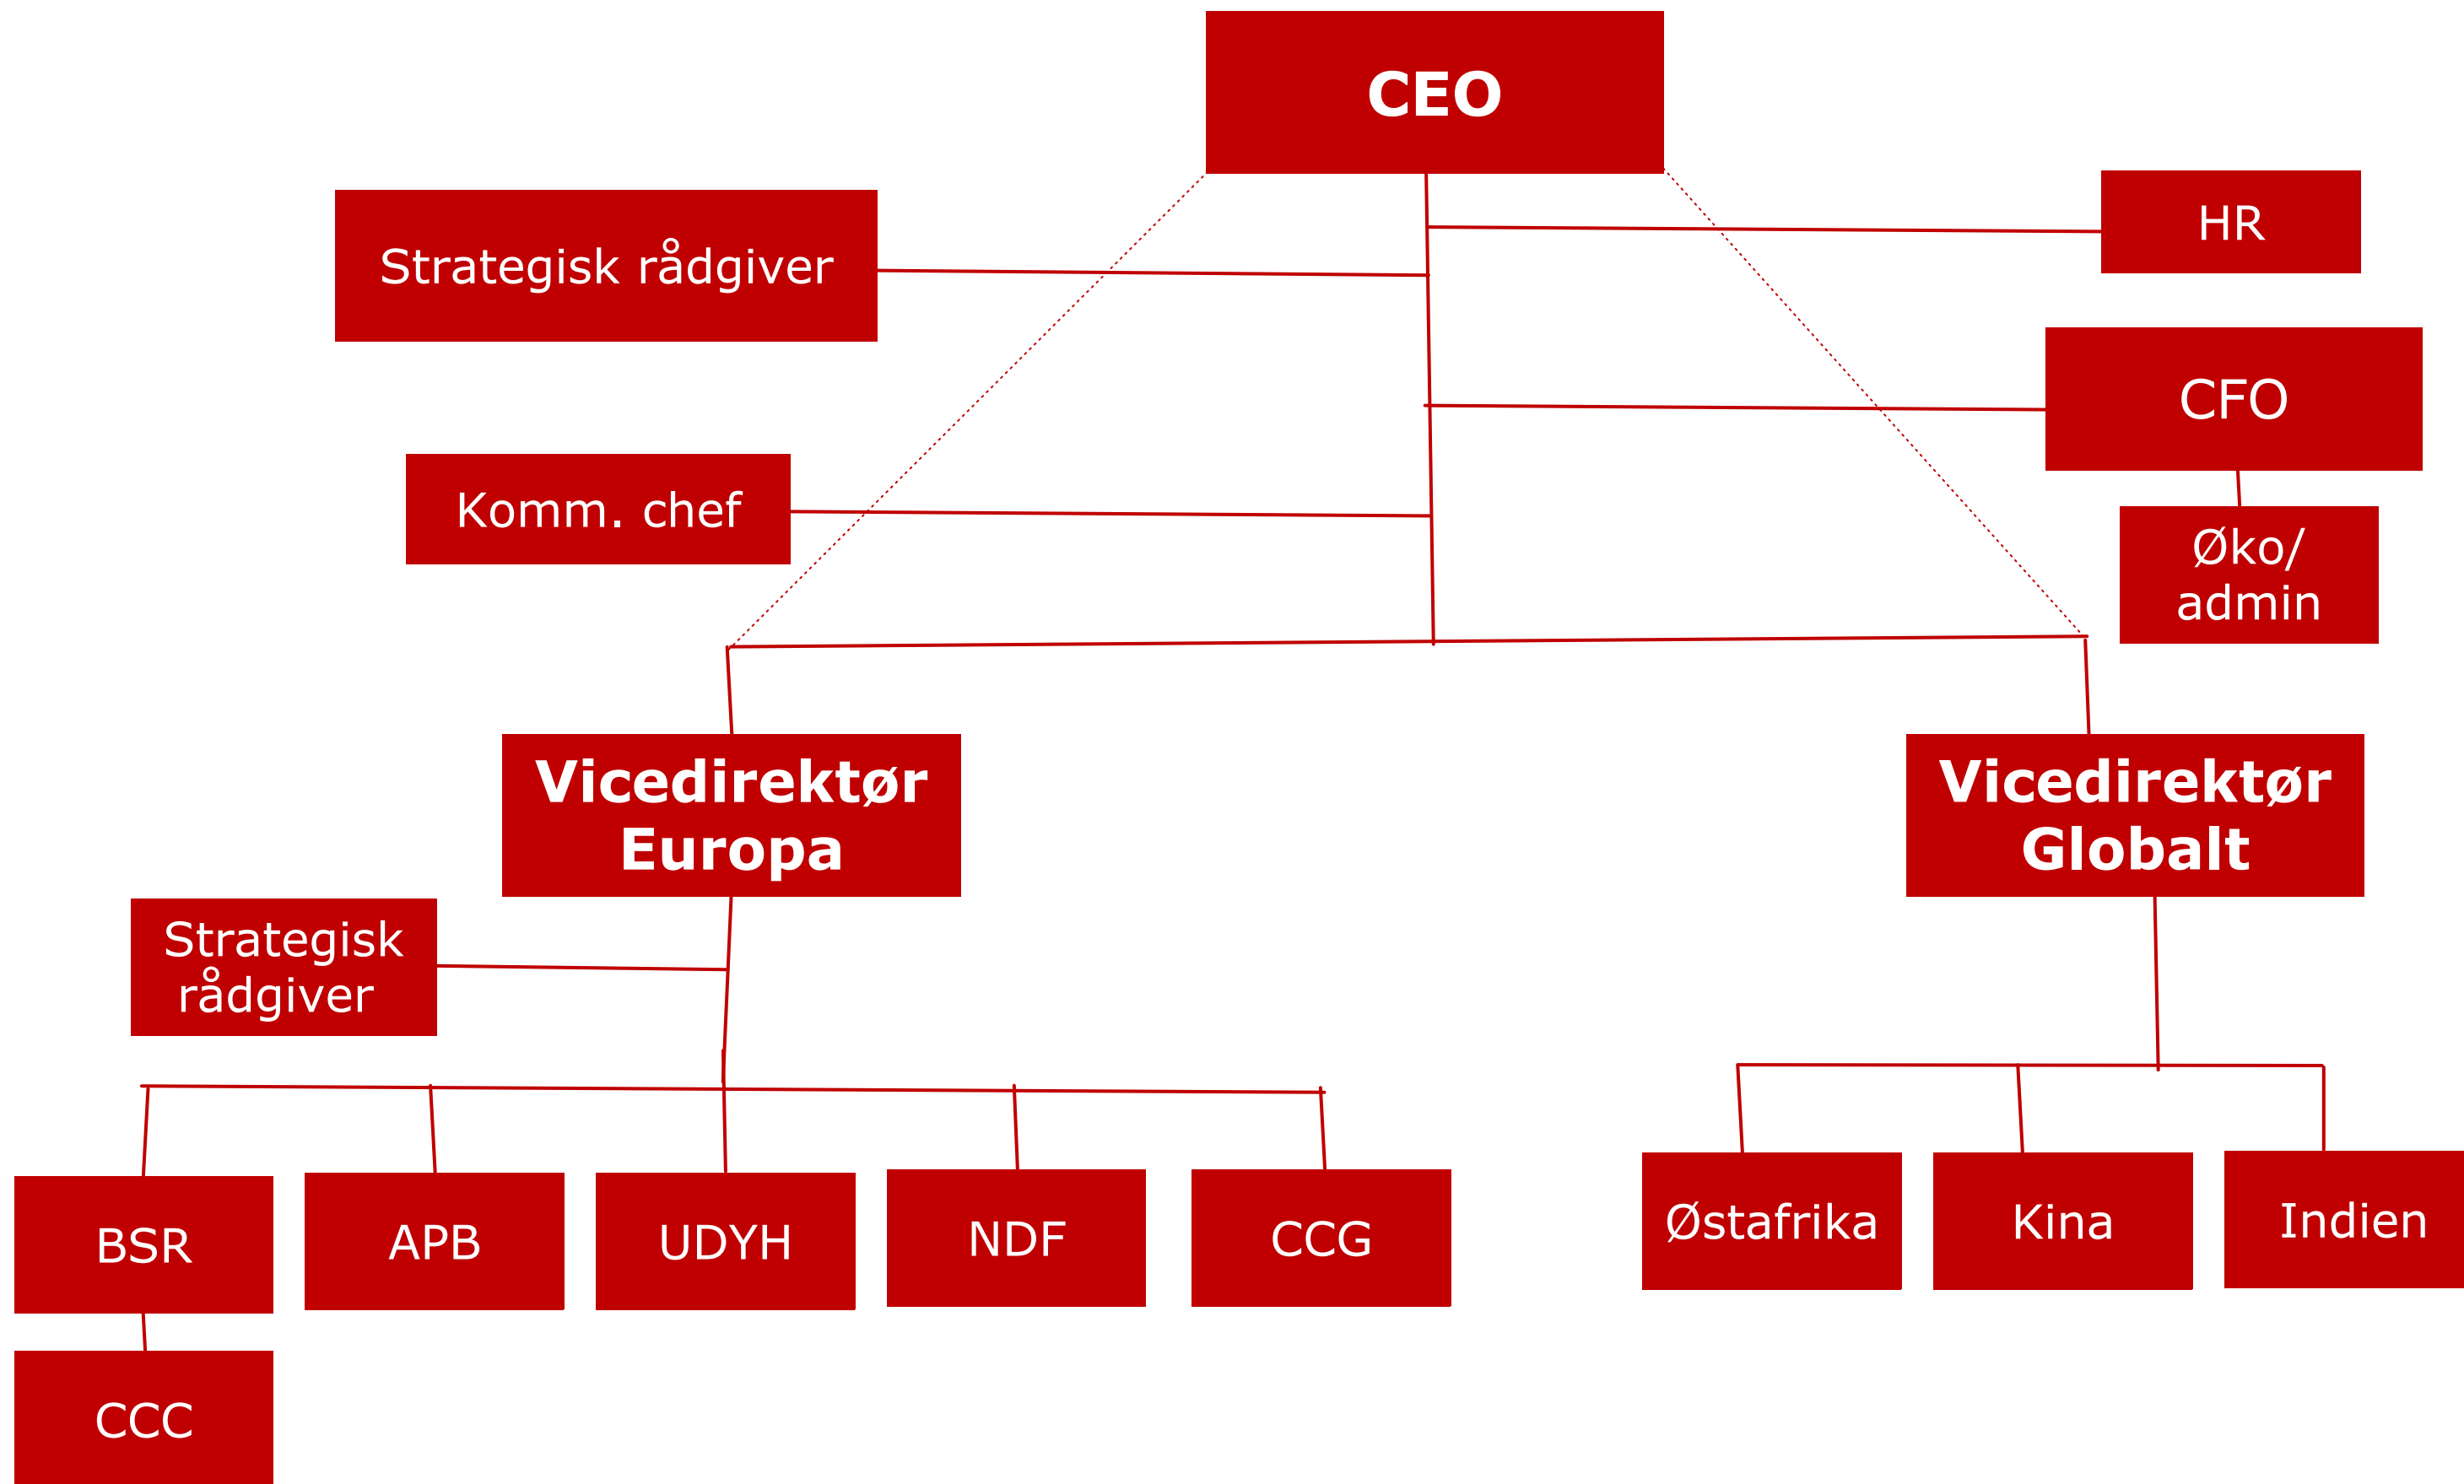 CEO
HR
Strategisk rådgiver
CFO
Komm. chef
Øko/
admin
Vicedirektør
Europa
Vicedirektør
Globalt
Strategisk
rådgiver
BSR
APB
UDYH
NDF
CCG
Østafrika
Kina
Indien
CCC